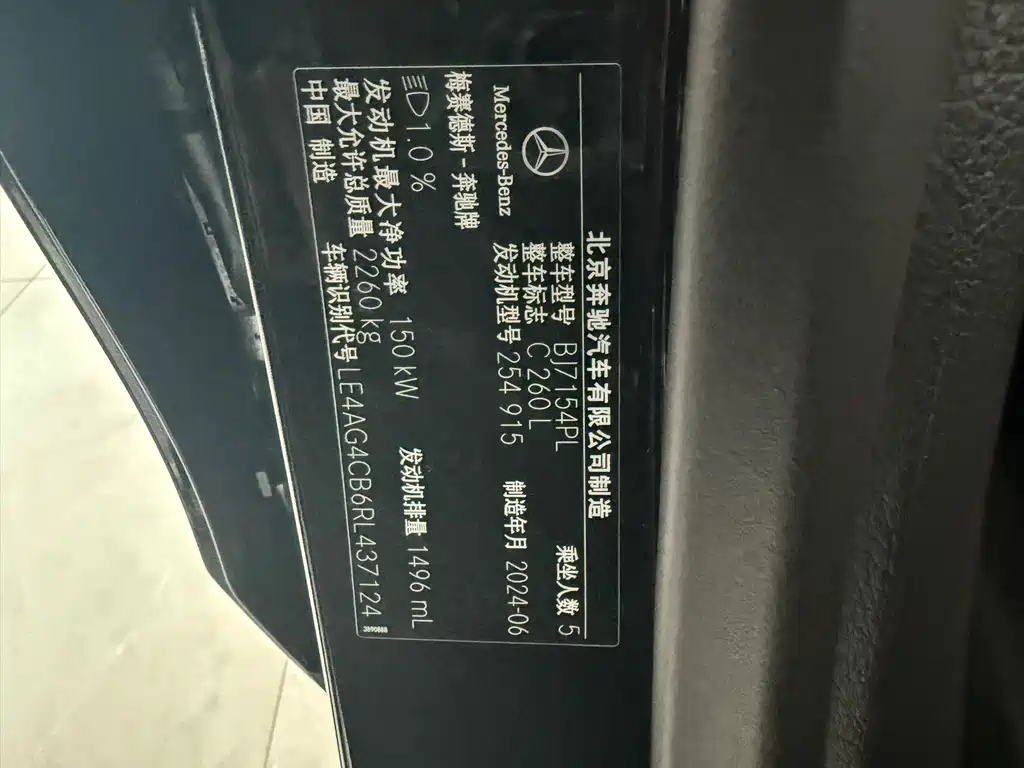 北京奔驰汽车有限公司制造
整车型号 BJ7154PL 乘坐人数 5
整车标志 C 260 L
Mercedes-Benz 发动机型号 254 915 制造年月 2024-06
梅赛德斯-奔驰牌
1.0 % 发动机排量 1496 mL
发动机最大净功率 150 kW
最大允许总质量 2260 kg
中国 制造 车辆识别代号 LE4AG4CB6RL437124
3890868